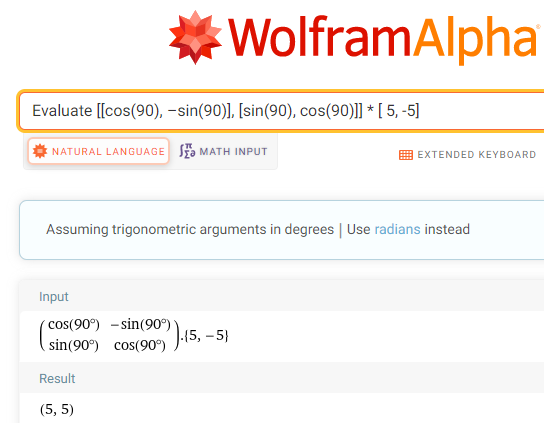 WolframAlpha
Evaluate [[cos(90), −sin(90)], [sin(90), cos(90)]] * [ 5, -5]
NATURAL LANGUAGE
MATH INPUT
EXTENDED KEYBOARD
Assuming trigonometric arguments in degrees | Use radians instead
Input
( cos(90°) −sin(90°)
sin(90°) cos(90°) ).{5, −5}
Result
(5, 5)